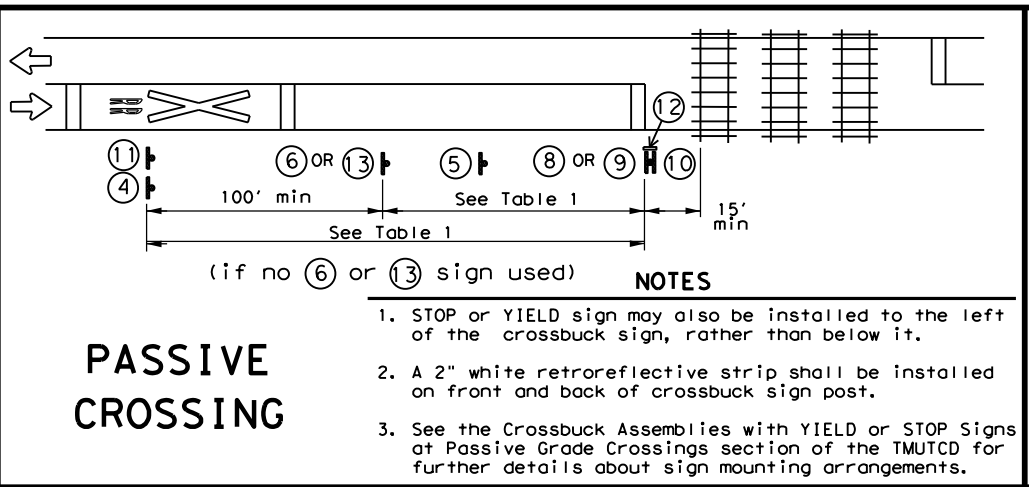 RR
12
11
6 OR 13
5
8 OR 9
10
4
100' min
See Table 1
15'
min
See Table 1
(if no 6 or 13 sign used)
NOTES
1. STOP or YIELD sign may also be installed to the left
of the crossbuck sign, rather than below it.
PASSIVE
CROSSING
2. A 2" white retroreflective strip shall be installed
on front and back of crossbuck sign post.
3. See the Crossbuck Assemblies with YIELD or STOP Signs
at Passive Grade Crossings section of the TMUTCD for
further details about sign mounting arrangements.